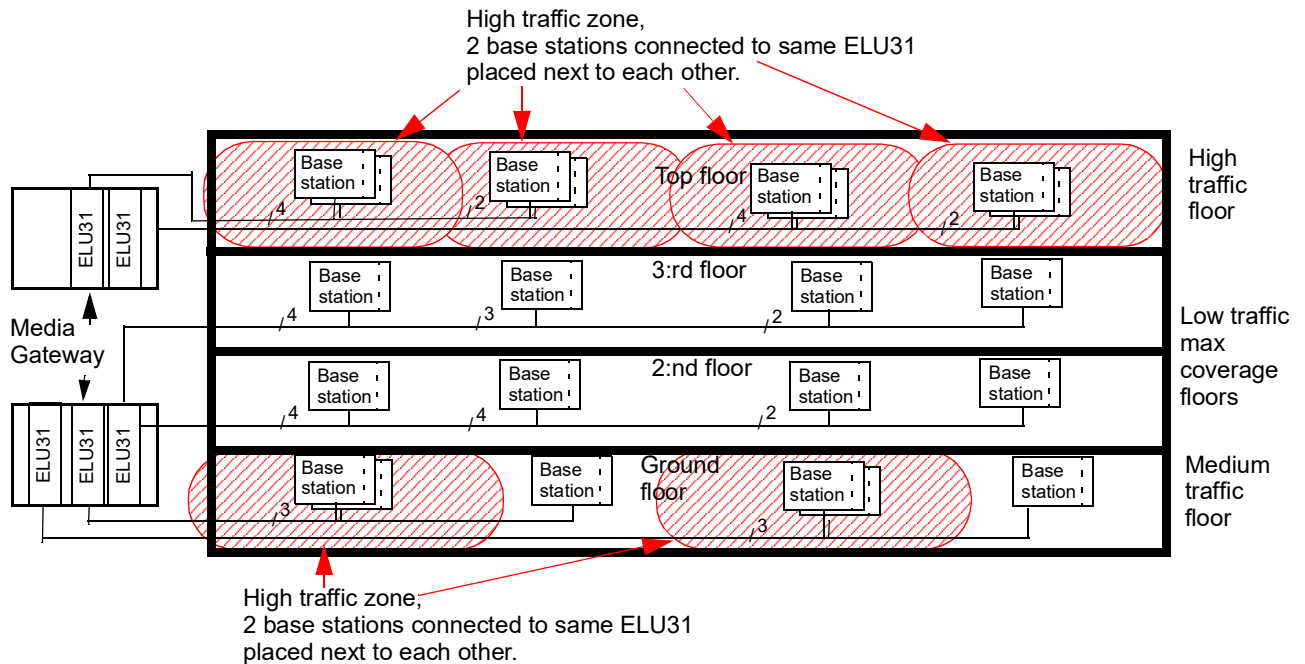 High traffic zone,
2 base stations connected to same ELU31
placed next to each other.
Base
station
Base
station
Top floor
Base
station
Base
station
High
traffic
floor
4
2
4
2
ELU31
ELU31
3:rd floor
Base
station
Base
station
Base
station
Base
station
4
3
2
Media
Gateway
Low traffic
max
coverage
floors
2:nd floor
Base
station
Base
station
Base
station
Base
station
4
4
2
ELU31
ELU31
ELU31
Ground
floor
Base
station
Base
station
Base
station
Base
station
Medium
traffic
floor
3
3
High traffic zone,
2 base stations connected to same ELU31
placed next to each other.